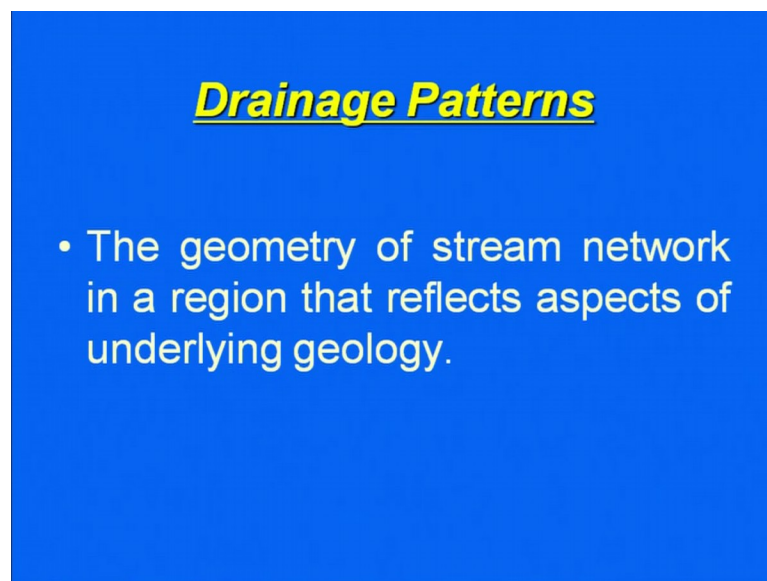 Drainage Patterns
• The geometry of stream network
in a region that reflects aspects of
underlying geology.